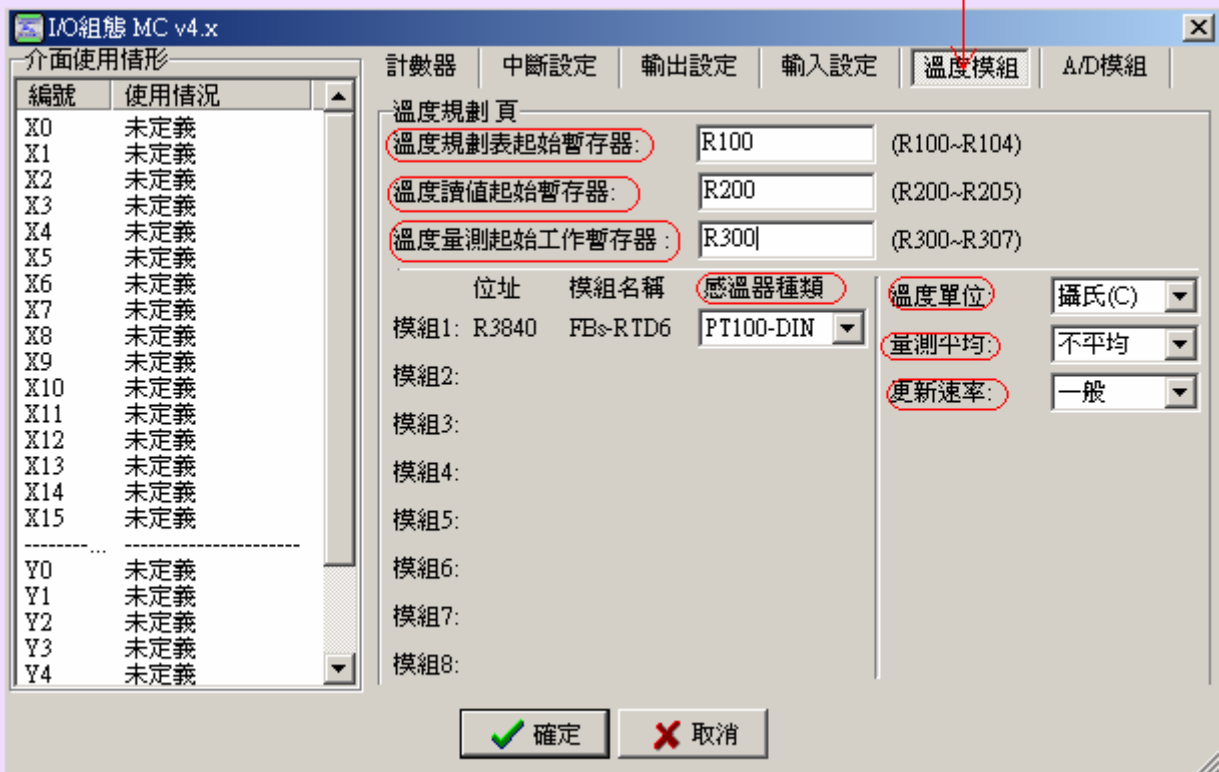 I/O組態 MC v4.x
介面使用情形
編號 使用情況
X0 未定義
X1 未定義
X2 未定義
X3 未定義
X4 未定義
X5 未定義
X6 未定義
X7 未定義
X8 未定義
X9 未定義
X10 未定義
X11 未定義
X12 未定義
X13 未定義
X14 未定義
X15 未定義
--------... ----------------------
Y0 未定義
Y1 未定義
Y2 未定義
Y3 未定義
Y4 未定義
計數器 中斷設定 輸出設定 輸入設定 溫度模組 A/D模組
溫度規劃 頁
溫度規劃表起始暫存器: R100 (R100~R104)
溫度讀值起始暫存器: R200 (R200~R205)
溫度量測起始工作暫存器 : R300 (R300~R307)
位址 模組名稱 感溫器種類
模組1: R3840 FBs-RTD6 PT100-DIN
模組2:
模組3:
模組4:
模組5:
模組6:
模組7:
模組8:
溫度單位: 攝氏(C)
量測平均: 不平均
更新速率: 一般
確定 取消